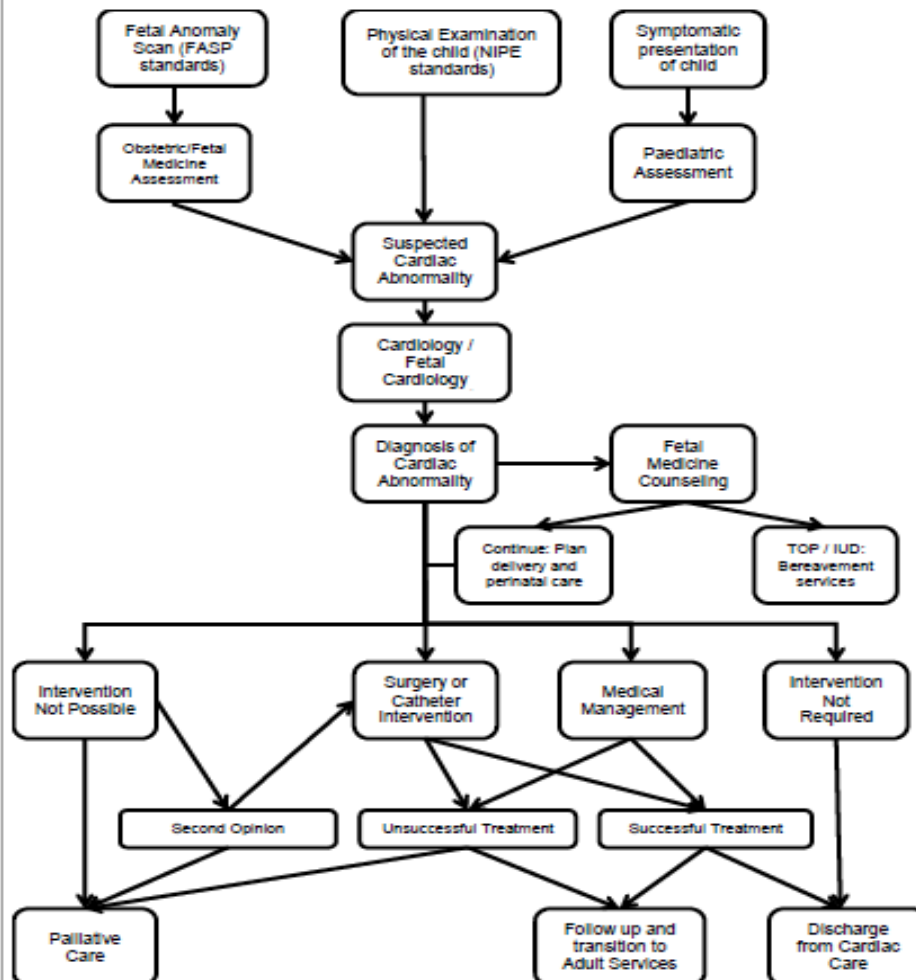 Fetal Anomaly
Scan (FASP
standards)
Physical Examination
of the child (NIPE
standards)
Symptomatic
presentation
of child
Obstetric/Fetal
Medicine
Assessment
Paediatric
Assessment
Suspected
Cardiac
Abnormality
Cardiology /
Fetal
Cardiology
Diagnosis of
Cardiac
Abnormality
Fetal
Medicine
Counseling
Continue: Plan
delivery and
perinatal care
TOP / IUD:
Bereavement
services
Intervention
Not Possible
Surgery or
Catheter
Intervention
Medical
Management
Intervention
Not
Required
Second Opinion
Unsuccessful Treatment
Successful Treatment
Palliative
Care
Follow up and
transition to
Adult Services
Discharge
from Cardiac
Care